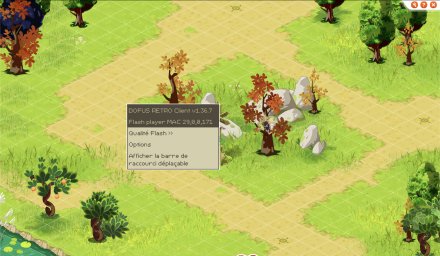 DOFUS RETRO Client v1.36.7
Flash player MAC 29,0,0,171
Qualité Flash >>
Options
Afficher la barre de
raccourci déplaçable